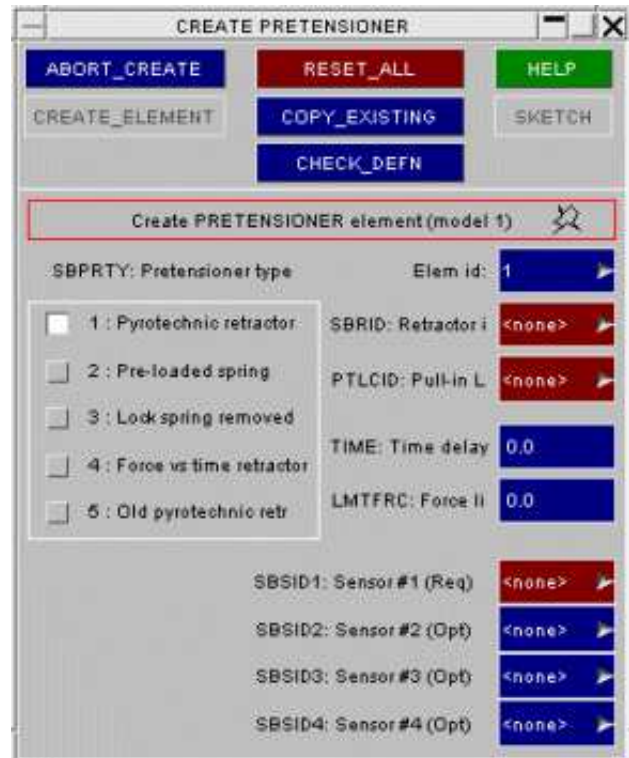 CREATE PRETENSIONER
ABORT_CREATE RESET_ALL HELP
CREATE_ELEMENT COPY_EXISTING SKETCH
CHECK_DEFN
Create PRETENSIONER element (model 1)
SBPRTY: Pretensioner type Elem id: 1
1 : Pyrotechnic retractor SBRID: Retractor i <none>
2 : Pre-loaded spring PTLCID: Pull-in L <none>
3 : Lock spring removed
TIME: Time delay 0.0
4 : Force vs time retractor
LMTFRC: Force li 0.0
5 : Old pyrotechnic retr
SBSID1: Sensor #1 (Req) <none>
SBSID2: Sensor #2 (Opt) <none>
SBSID3: Sensor #3 (Opt) <none>
SBSID4: Sensor #4 (Opt) <none>